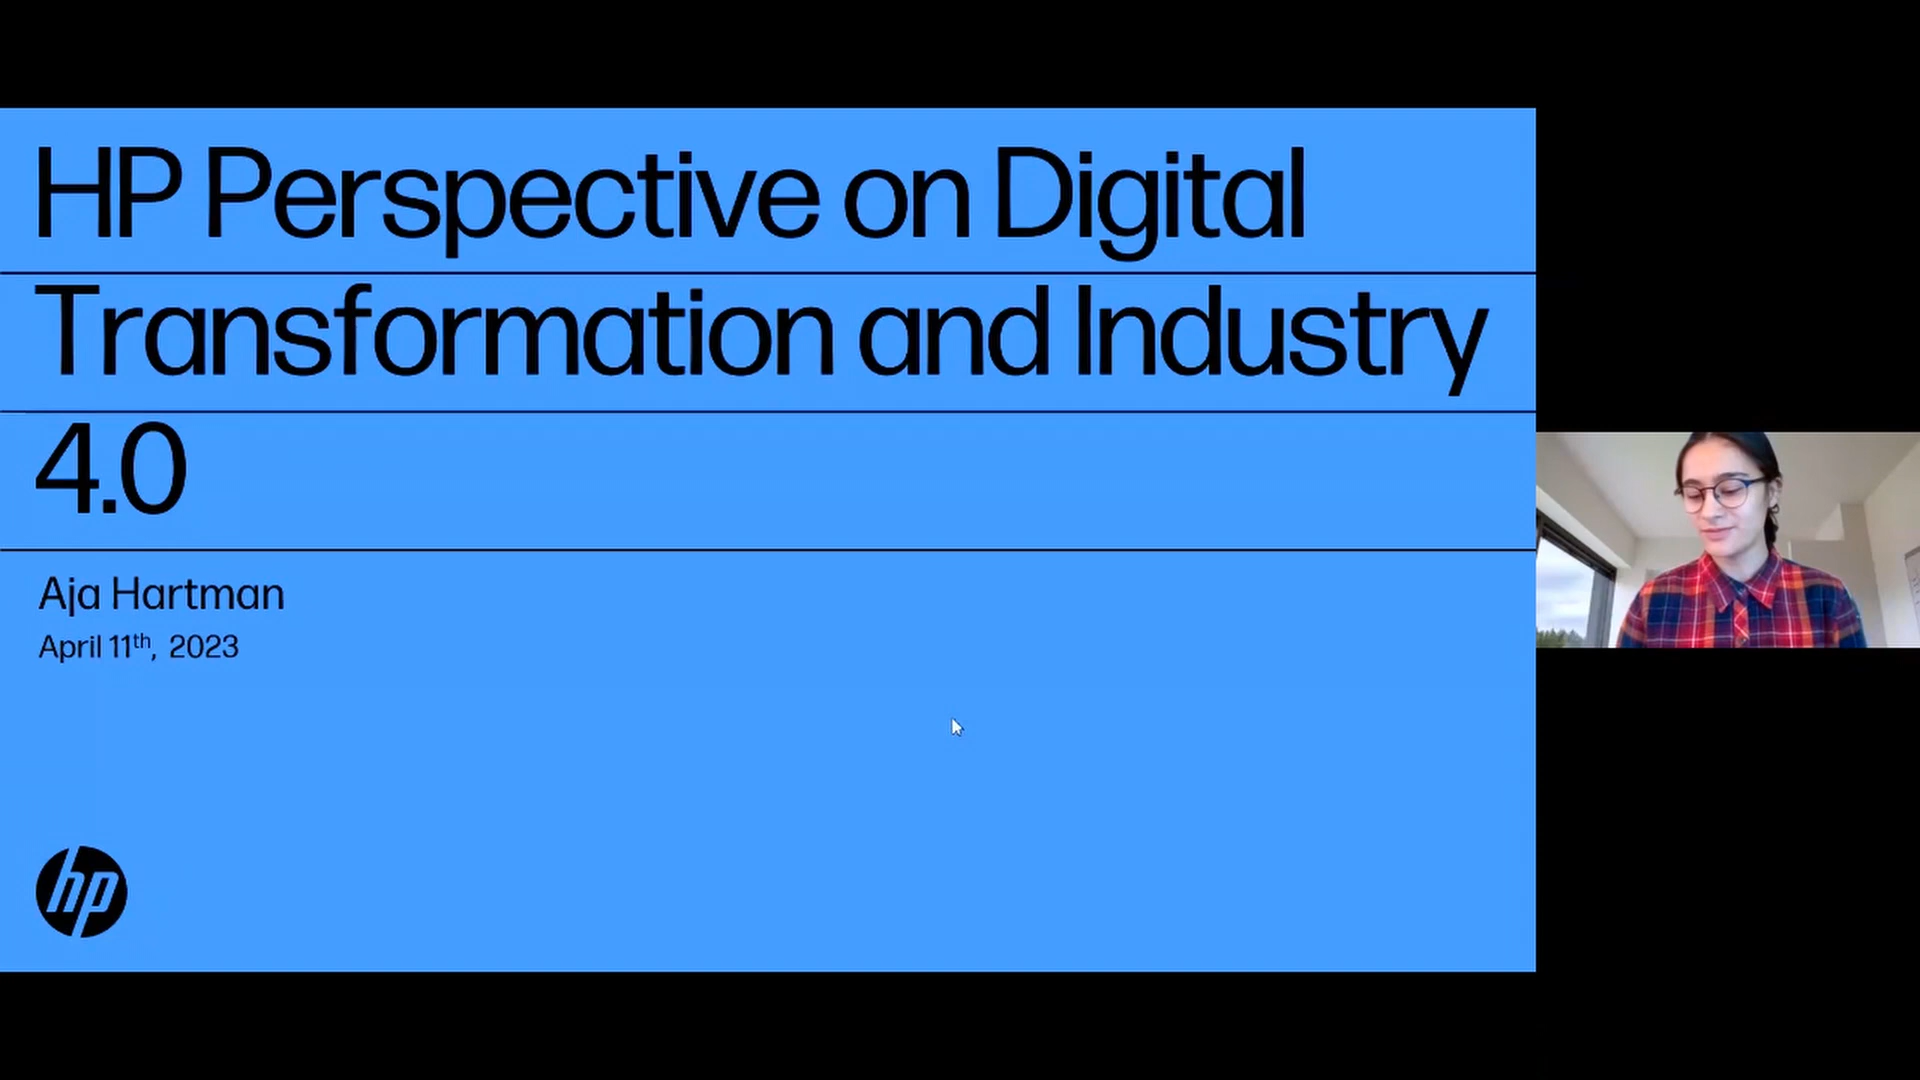 HP Perspective on Digital
Transformation and Industry
4.0
Aja Hartman
April 11th, 2023
hp